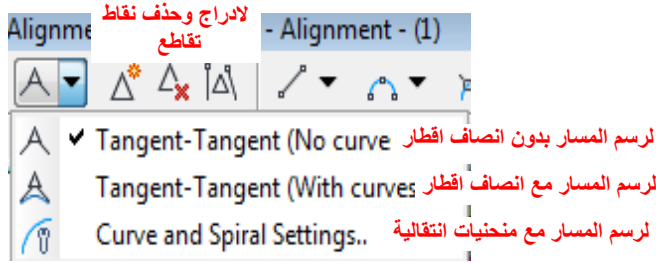 لادراج وحذف نقاط
تقاطع
Alignme - Alignment - (1)
Tangent-Tangent (No curve لرسم المسار بدون انصاف اقطار
Tangent-Tangent (With curves لرسم المسار مع انصاف اقطار
Curve and Spiral Settings.. لرسم المسار مع منحنيات انتقالية